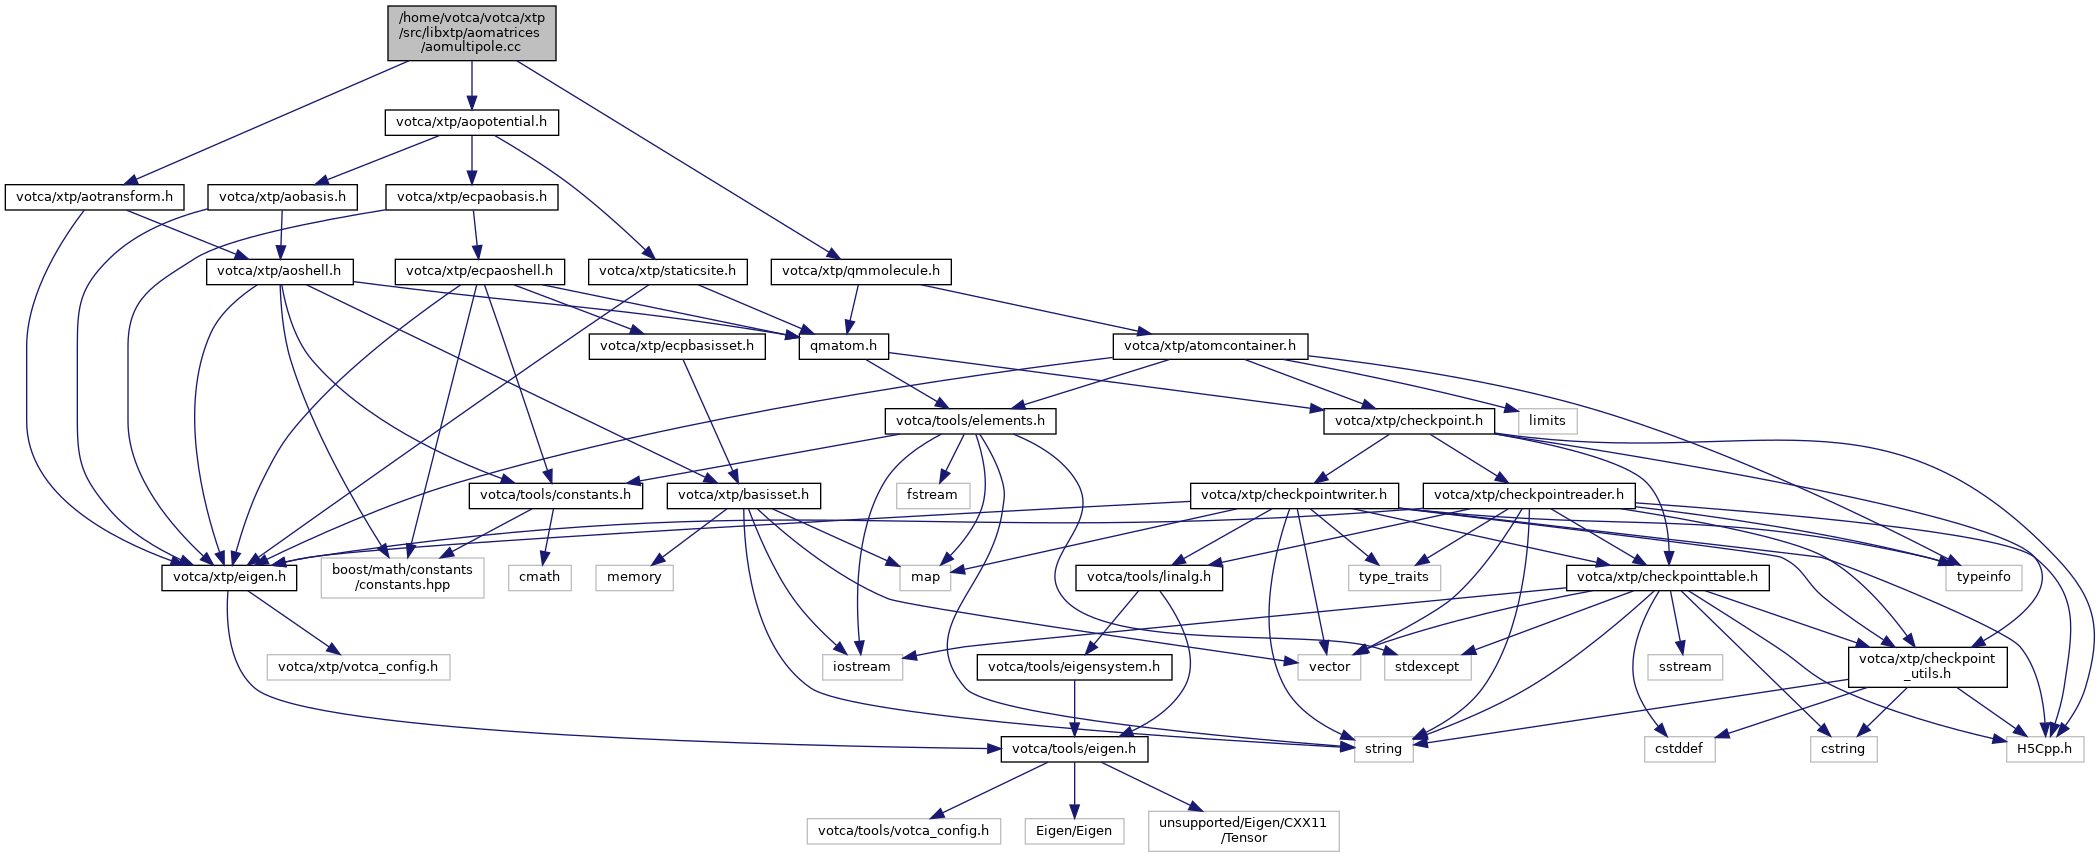 /home/votca/votca/xtp
/src/libxtp/aomatrices
/aomultipole.cc
votca/xtp/aopotential.h
votca/xtp/aotransform.h
votca/xtp/aobasis.h
votca/xtp/ecpaobasis.h
votca/xtp/aoshell.h
votca/xtp/ecpaoshell.h
votca/xtp/staticsite.h
votca/xtp/qmmolecule.h
votca/xtp/ecpbasisset.h
qmatom.h
votca/xtp/atomcontainer.h
votca/tools/elements.h
votca/xtp/checkpoint.h
limits
votca/tools/constants.h
votca/xtp/basisset.h
fstream
votca/xtp/checkpointwriter.h
votca/xtp/checkpointreader.h
votca/xtp/eigen.h
boost/math/constants
/constants.hpp
cmath
memory
map
votca/tools/linalg.h
type_traits
votca/xtp/checkpointtable.h
typeinfo
votca/xtp/votca_config.h
iostream
votca/tools/eigensystem.h
vector
stdexcept
sstream
votca/xtp/checkpoint
_utils.h
votca/tools/eigen.h
string
cstddef
cstring
H5Cpp.h
votca/tools/votca_config.h
Eigen/Eigen
unsupported/Eigen/CXX11
/Tensor